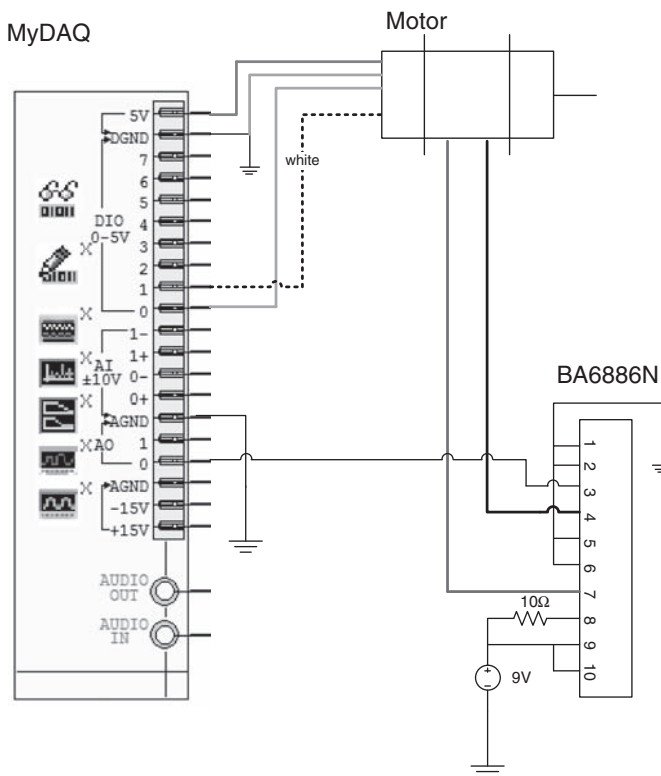 MyDAQ
Motor
5V
DGND
7
6
5
DIO
4
0-5V
3
X
2
1
0
X
1-
X
AI
1+
±10V
0-
0+
X
AGND
X
AO
1
0
X
AGND
-15V
+15V
AUDIO
OUT
AUDIO
IN
white
BA6886N
1
2
3
4
5
6
7
8
9
10
10Ω
+
−
9V